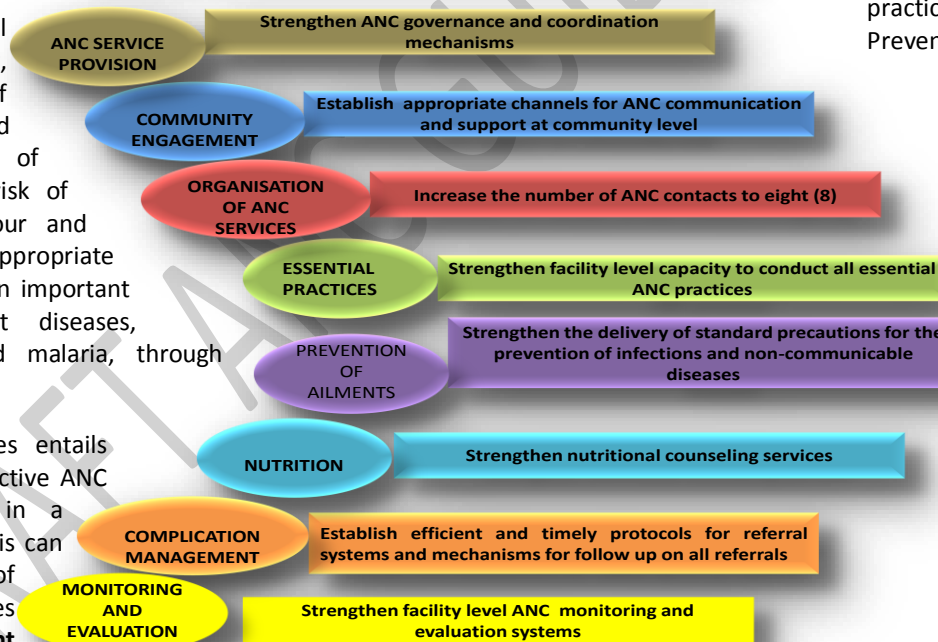 practic
Preven
l
,
f
d
of
isk of
our and
ppropriate
n important
t diseases,
d malaria, through
es entails
ctive ANC
in a
is can
of
es
nt
ANC SERVICE
PROVISION
Strengthen ANC governance and coordination
mechanisms
COMMUNITY
ENGAGEMENT
Establish appropriate channels for ANC communication
and support at community level
ORGANISATION
OF ANC
SERVICES
Increase the number of ANC contacts to eight (8)
ESSENTIAL
PRACTICES
Strengthen facility level capacity to conduct all essential
ANC practices
PREVENTION
OF
AILMENTS
Strengthen the delivery of standard precautions for the
prevention of infections and non-communicable
diseases
NUTRITION
Strengthen nutritional counseling services
COMPLICATION
MANAGEMENT
Establish efficient and timely protocols for referral
systems and mechanisms for follow up on all referrals
MONITORING
AND
EVALUATION
Strengthen facility level ANC monitoring and
evaluation systems
AFT ANC GU